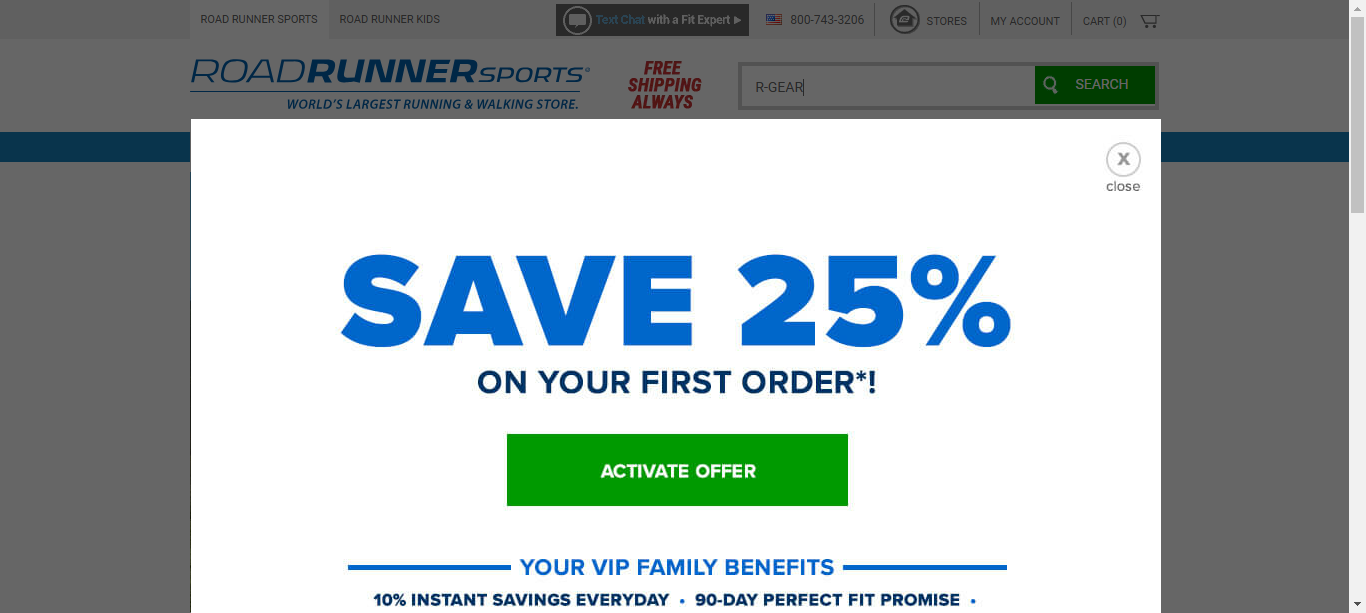 ROAD RUNNER SPORTS ROAD RUNNER KIDS Text Chat with a Fit Expert ▶ 800-743-3206 STORES MY ACCOUNT CART (0)
ROADRUNNERSPORTS®
WORLD'S LARGEST RUNNING & WALKING STORE.
FREE
SHIPPING
ALWAYS
R-GEAR SEARCH
X
close
SAVE 25%
ON YOUR FIRST ORDER*!
ACTIVATE OFFER
YOUR VIP FAMILY BENEFITS
10% INSTANT SAVINGS EVERYDAY • 90-DAY PERFECT FIT PROMISE •